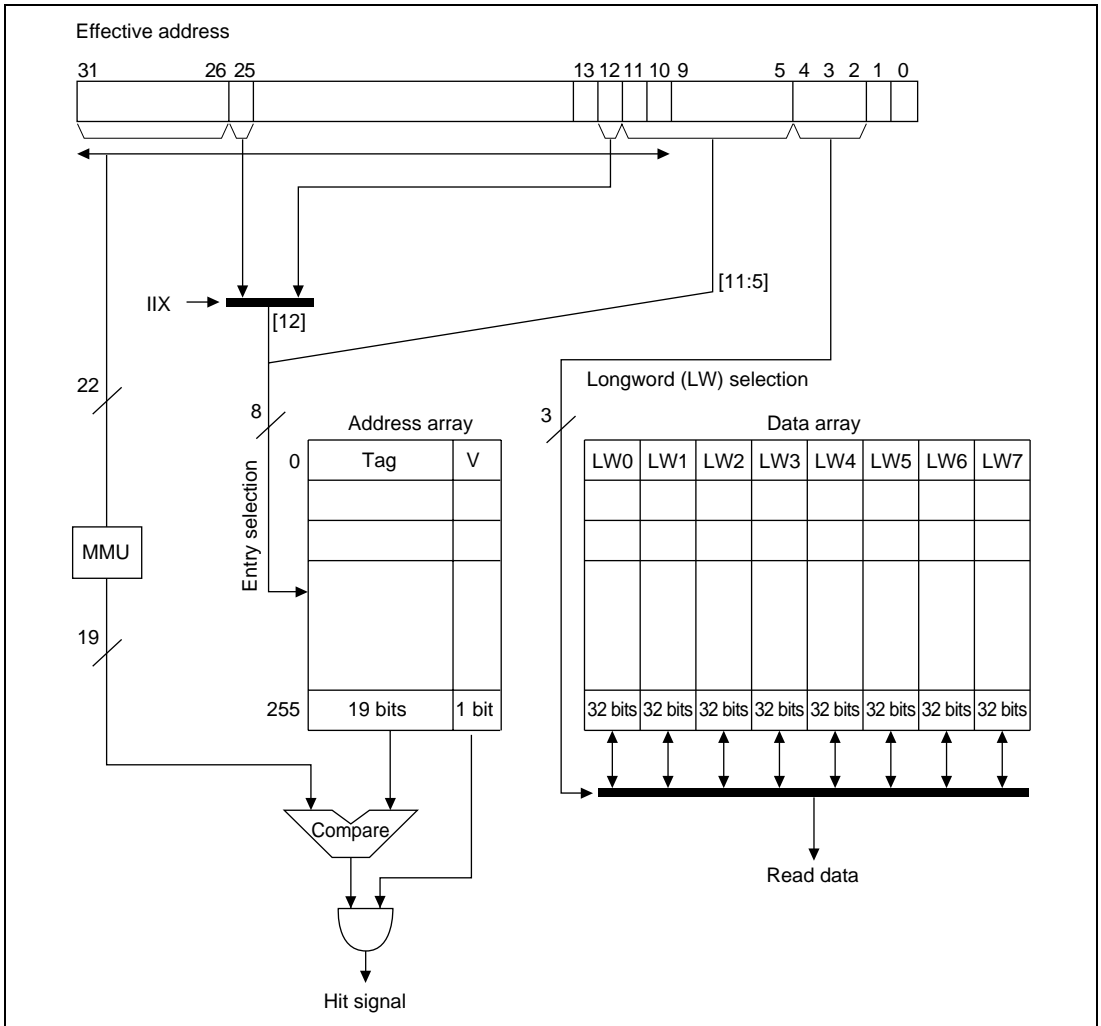 Effective address
31 26 25 13 12 11 10 9 5 4 3 2 1 0
[11:5]
IIX
[12]
22
Longword (LW) selection
8
3
Address array
Data array
Entry selection
0 Tag V
LW0 LW1 LW2 LW3 LW4 LW5 LW6 LW7
MMU
19
255 19 bits 1 bit
32 bits 32 bits 32 bits 32 bits 32 bits 32 bits 32 bits 32 bits
Compare
Read data
Hit signal